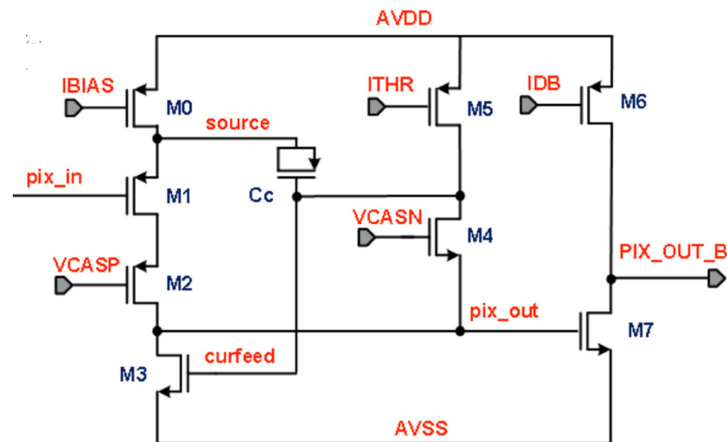 AVDD
IBIAS
ITHR
IDB
M0
M5
M6
source
pix_in
M1
Cc
VCASN
M4
VCASP
M2
PIX_OUT_B
pix_out
M7
M3
curfeed
AVSS